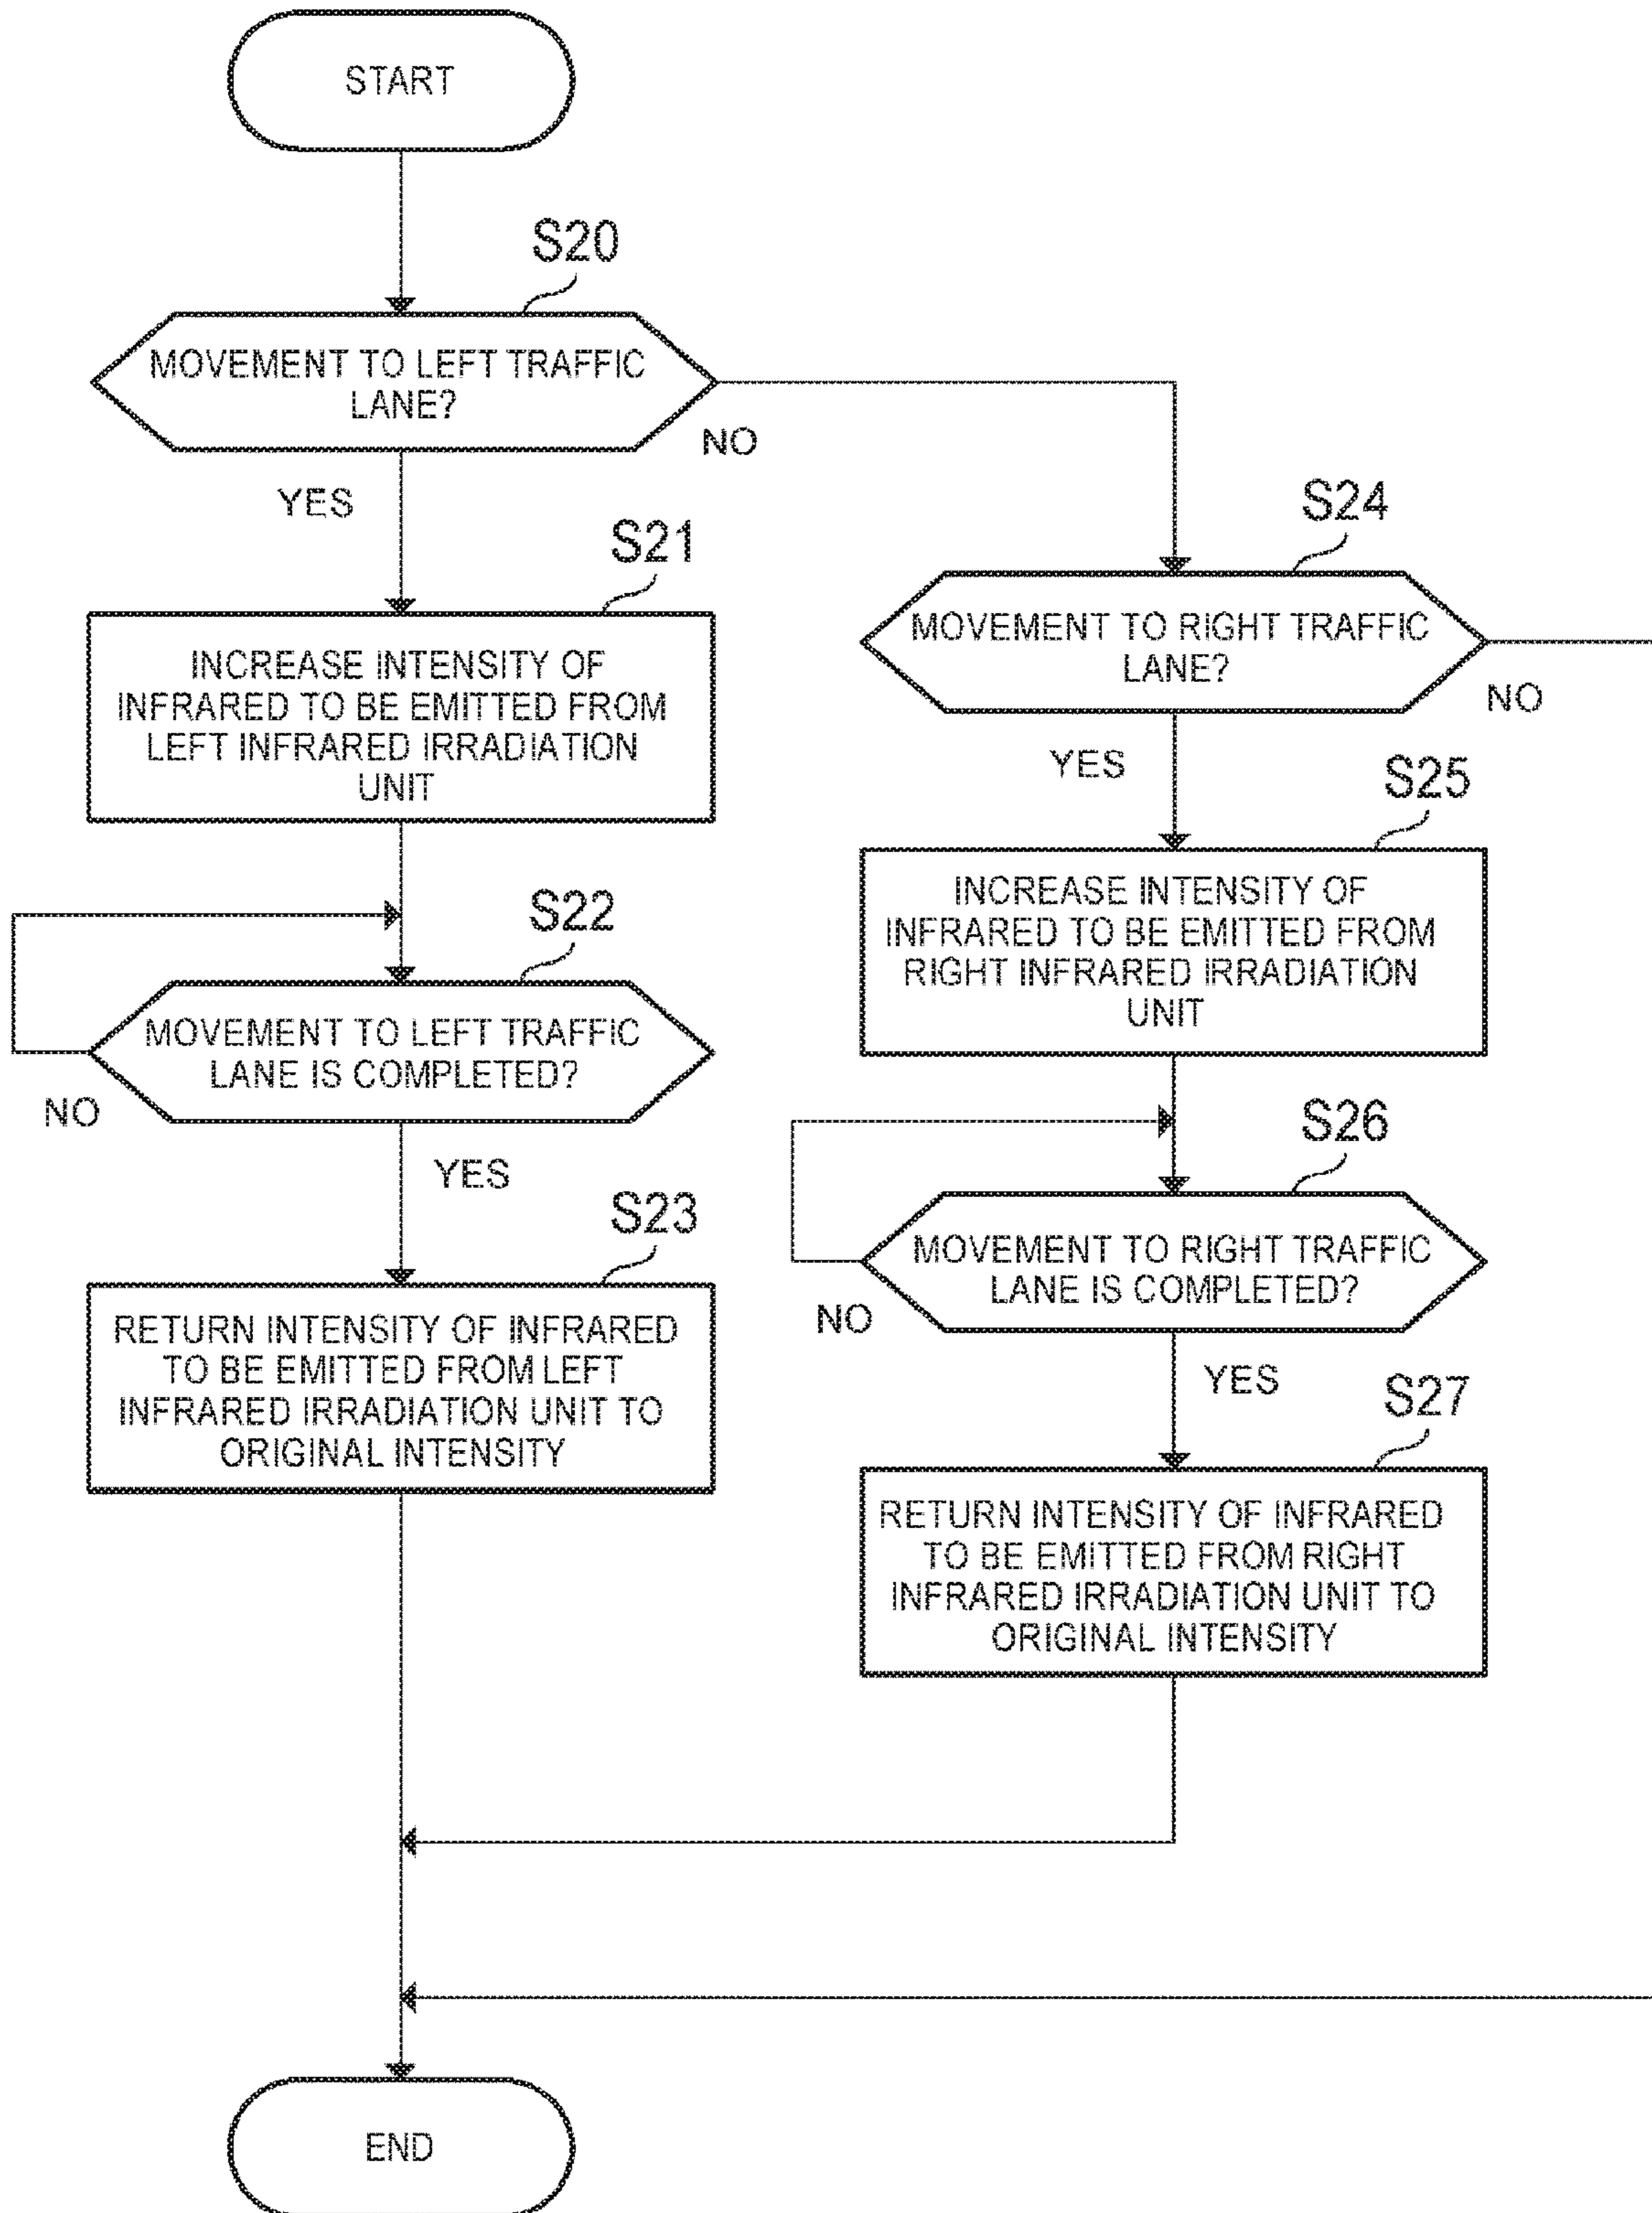 START
S20
MOVEMENT TO LEFT TRAFFIC
LANE?
NO
YES
S21
INCREASE INTENSITY OF
INFRARED TO BE EMITTED FROM
LEFT INFRARED IRRADIATION
UNIT
S22
MOVEMENT TO LEFT TRAFFIC
LANE IS COMPLETED?
NO
YES
S23
RETURN INTENSITY OF INFRARED
TO BE EMITTED FROM LEFT
INFRARED IRRADIATION UNIT TO
ORIGINAL INTENSITY
S24
MOVEMENT TO RIGHT TRAFFIC
LANE?
NO
YES
S25
INCREASE INTENSITY OF
INFRARED TO BE EMITTED FROM
RIGHT INFRARED IRRADIATION
UNIT
S26
MOVEMENT TO RIGHT TRAFFIC
LANE IS COMPLETED?
NO
YES
S27
RETURN INTENSITY OF INFRARED
TO BE EMITTED FROM RIGHT
INFRARED IRRADIATION UNIT TO
ORIGINAL INTENSITY
END